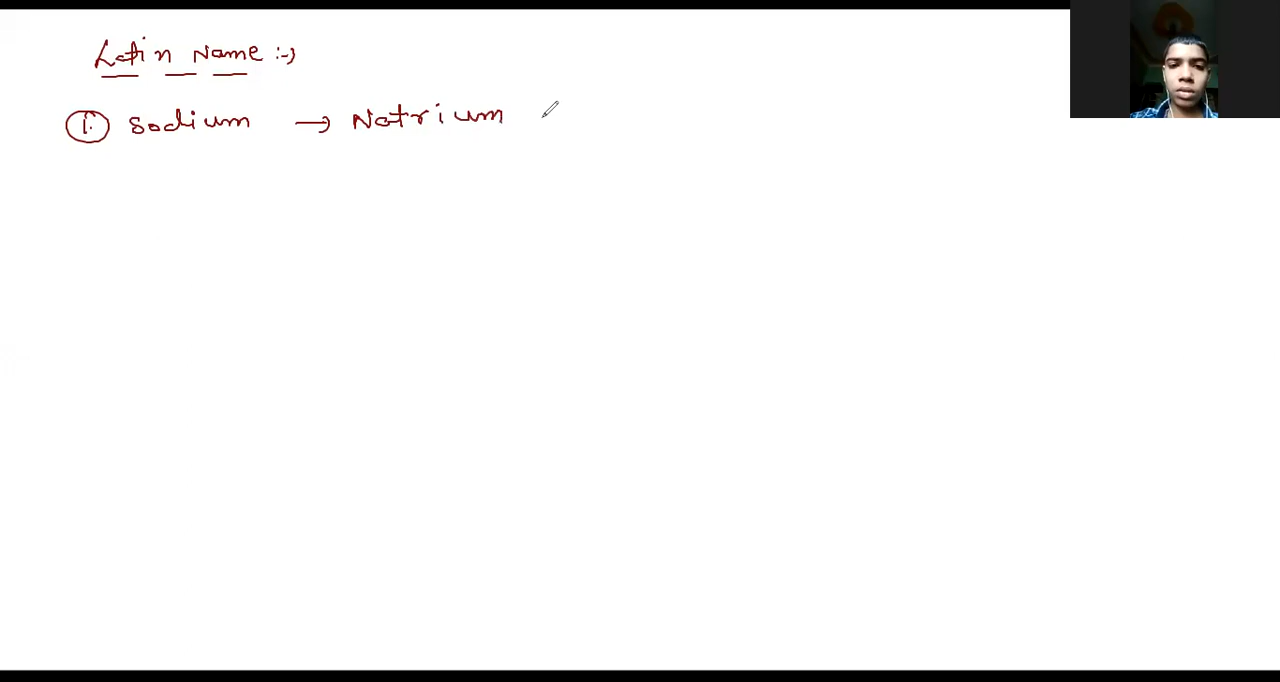 Latin Name :->
① Sodium → Natrium